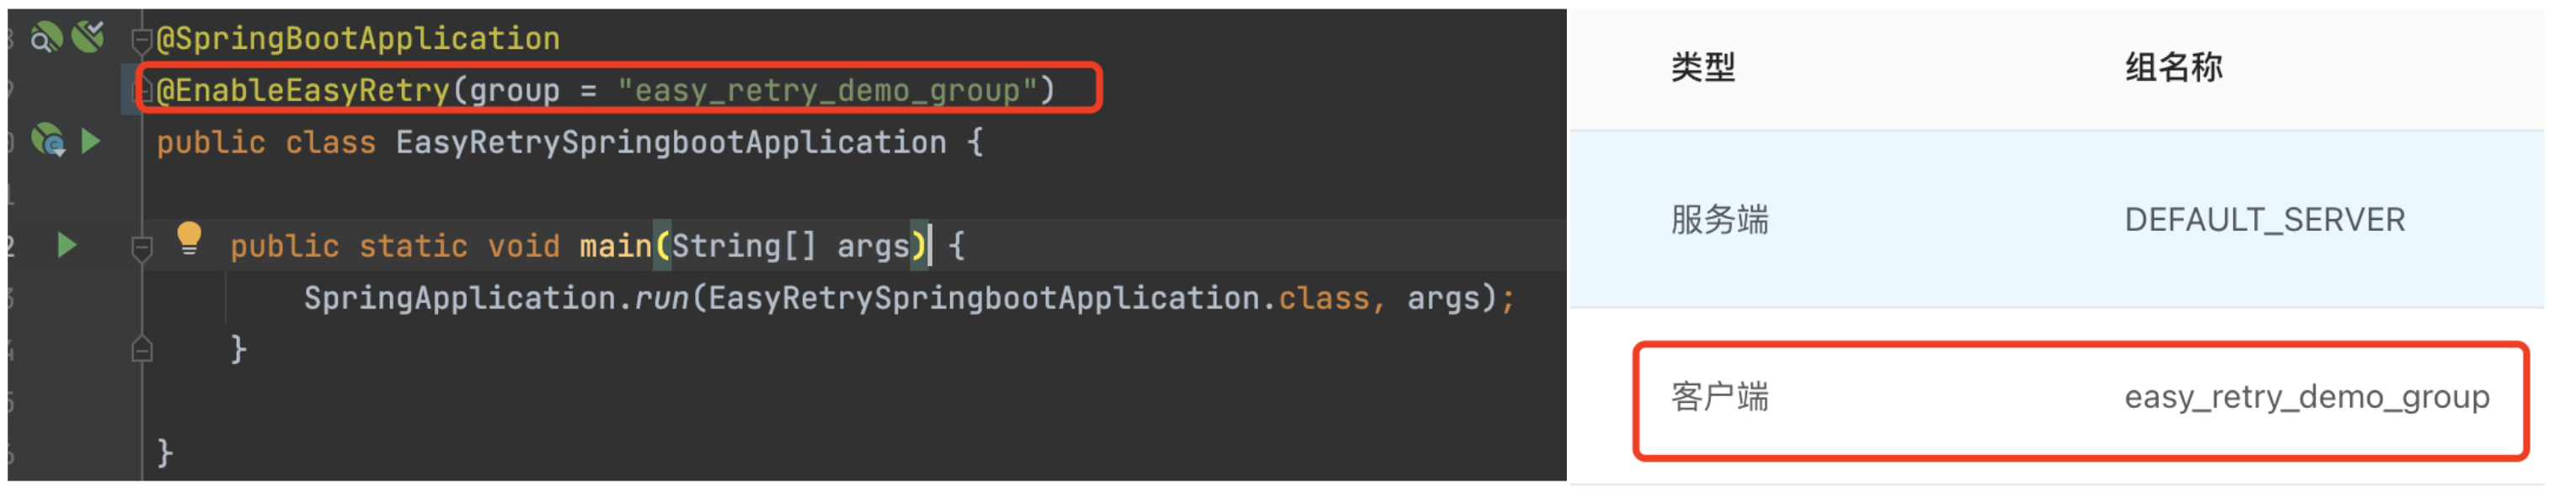 @SpringBootApplication
@EnableEasyRetry(group = "easy_retry_demo_group")
public class EasyRetrySpringbootApplication {
public static void main(String[] args) {
SpringApplication.run(EasyRetrySpringbootApplication.class, args);
}
}
类型 组名称
服务端 DEFAULT_SERVER
客户端 easy_retry_demo_group